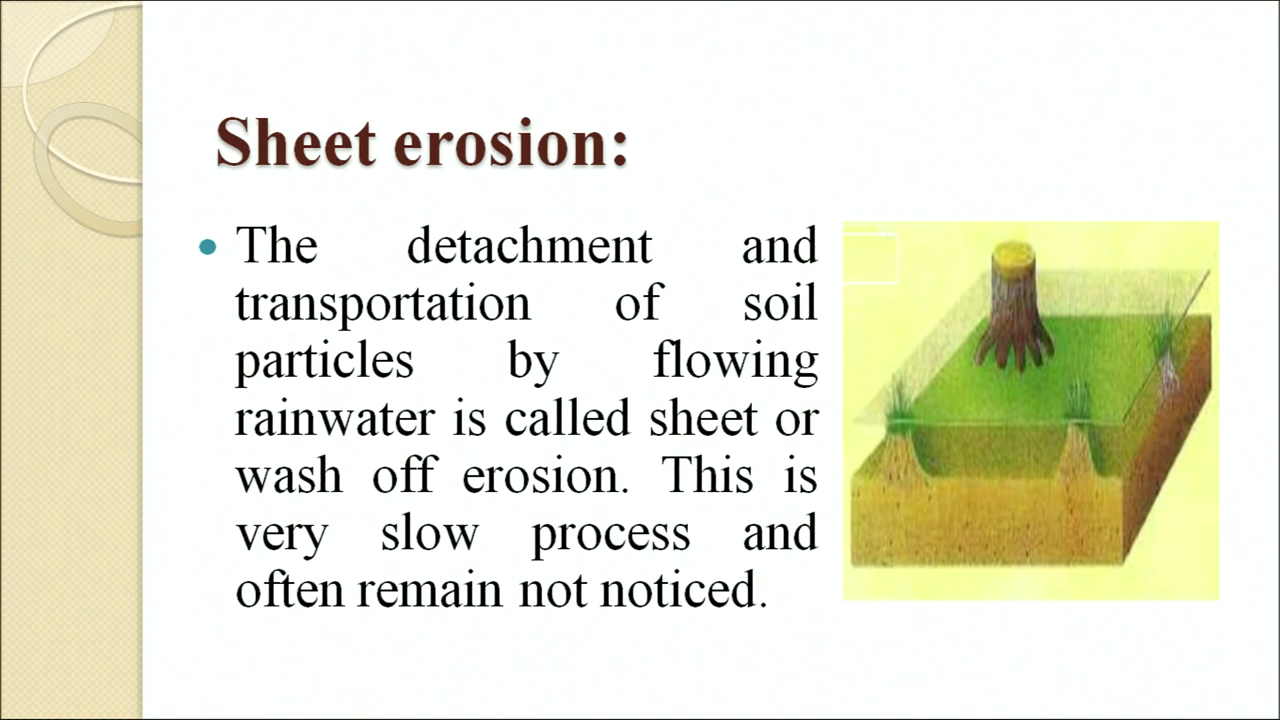 Sheet erosion:
• The detachment and
transportation of soil
particles by flowing
rainwater is called sheet or
wash off erosion. This is
very slow process and
often remain not noticed.